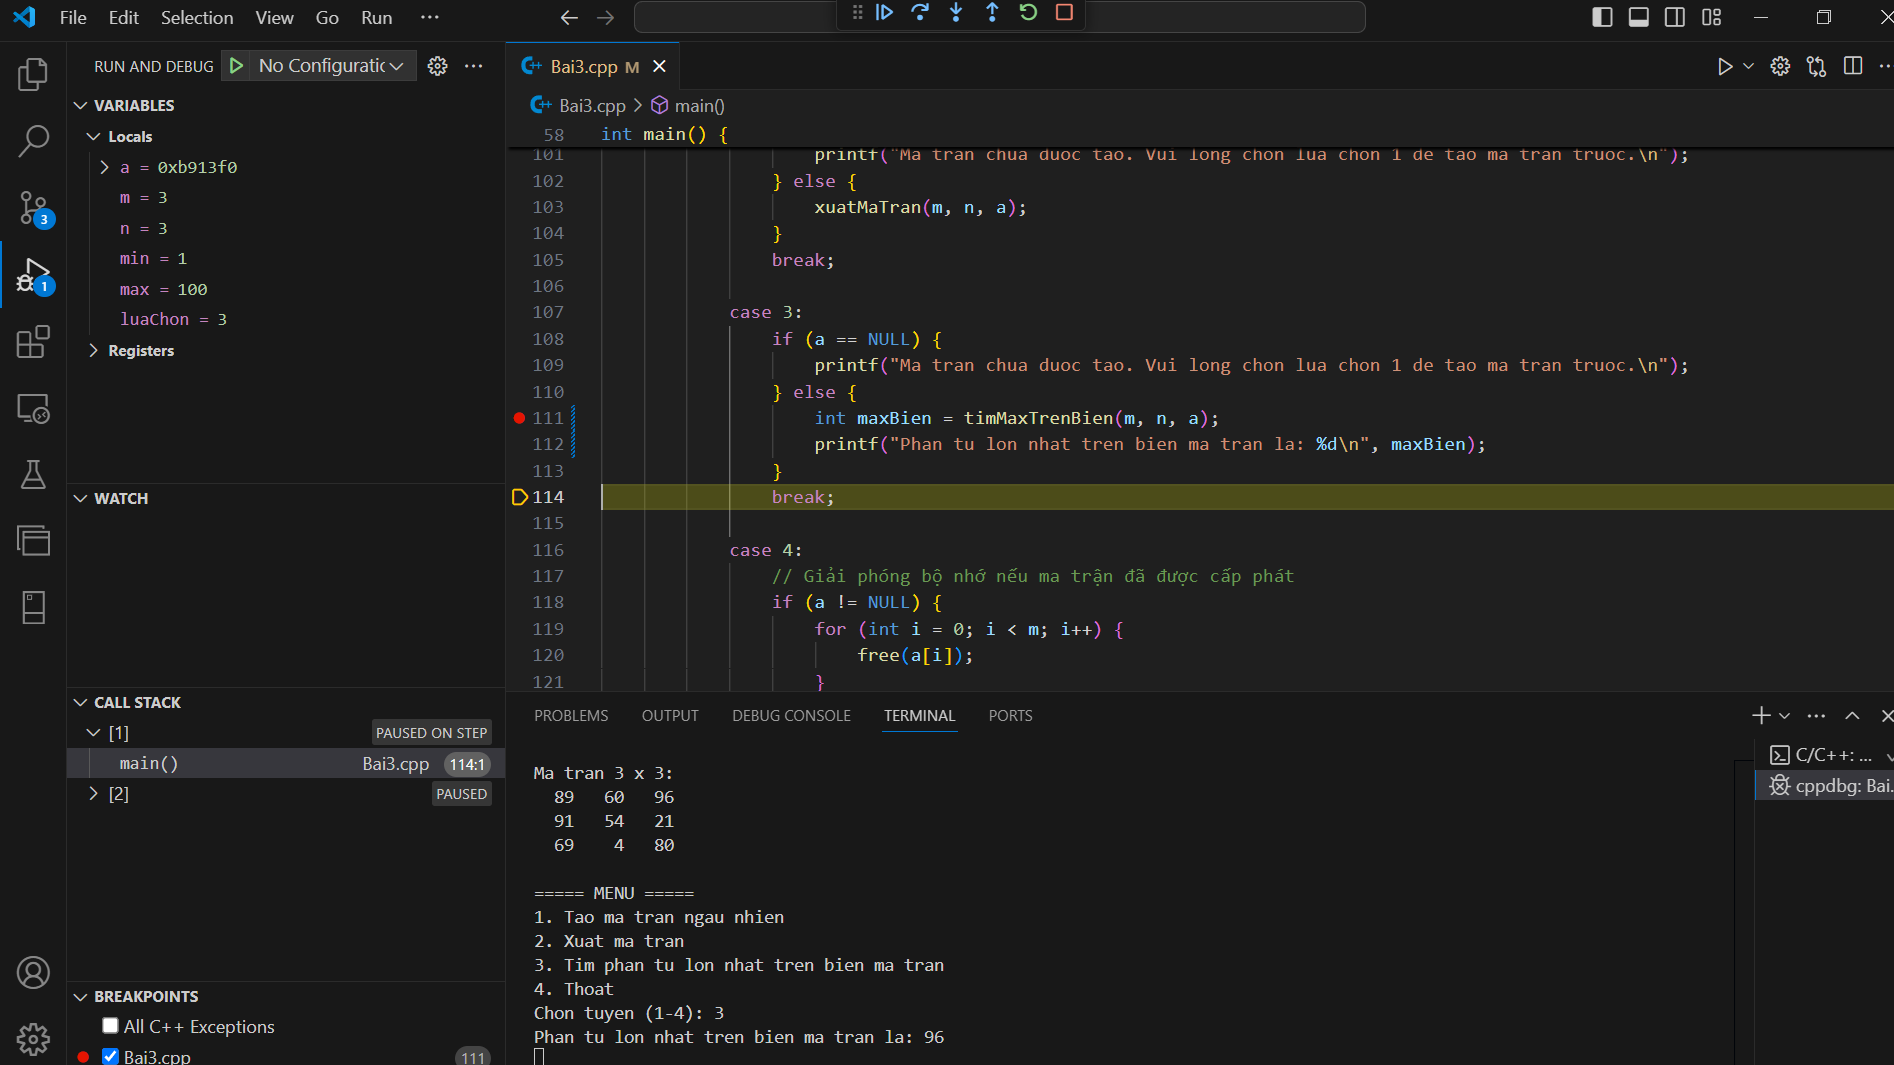 File Edit Selection View Go Run ···
RUN AND DEBUG No Configuratic
VARIABLES
Locals
a = 0xb913f0
m = 3
n = 3
min = 1
max = 100
luaChon = 3
Registers
WATCH
CALL STACK
[1] PAUSED ON STEP
main() Bai3.cpp 114:1
[2] PAUSED
BREAKPOINTS
All C++ Exceptions
Bai3.cpp 111
3
1
Bai3.cpp M
Bai3.cpp > main()
58 int main() {
101 printf("Ma tran chua duoc tao. Vui long chon lua chon 1 de tao ma tran truoc.\n");
102 } else {
103 xuatMaTran(m, n, a);
104 }
105 break;
106
107 case 3:
108 if (a == NULL) {
109 printf("Ma tran chua duoc tao. Vui long chon lua chon 1 de tao ma tran truoc.\n");
110 } else {
111 int maxBien = timMaxTrenBien(m, n, a);
112 printf("Phan tu lon nhat tren bien ma tran la: %d\n", maxBien);
113 }
114 break;
115
116 case 4:
117 // Giải phóng bộ nhớ nếu ma trận đã được cấp phát
118 if (a != NULL) {
119 for (int i = 0; i < m; i++) {
120 free(a[i]);
121 }
PROBLEMS OUTPUT DEBUG CONSOLE TERMINAL PORTS
Ma tran 3 x 3:
89 60 96
91 54 21
69 4 80
===== MENU =====
1. Tao ma tran ngau nhien
2. Xuat ma tran
3. Tim phan tu lon nhat tren bien ma tran
4. Thoat
Chon tuyen (1-4): 3
Phan tu lon nhat tren bien ma tran la: 96
C/C++: ...
cppdbg: Bai.